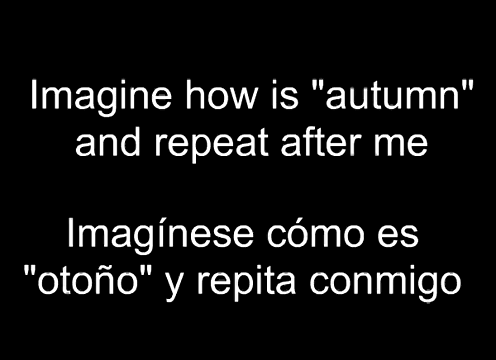 Imagine how is "autumn"
and repeat after me
Imagínese cómo es
"otoño" y repita conmigo